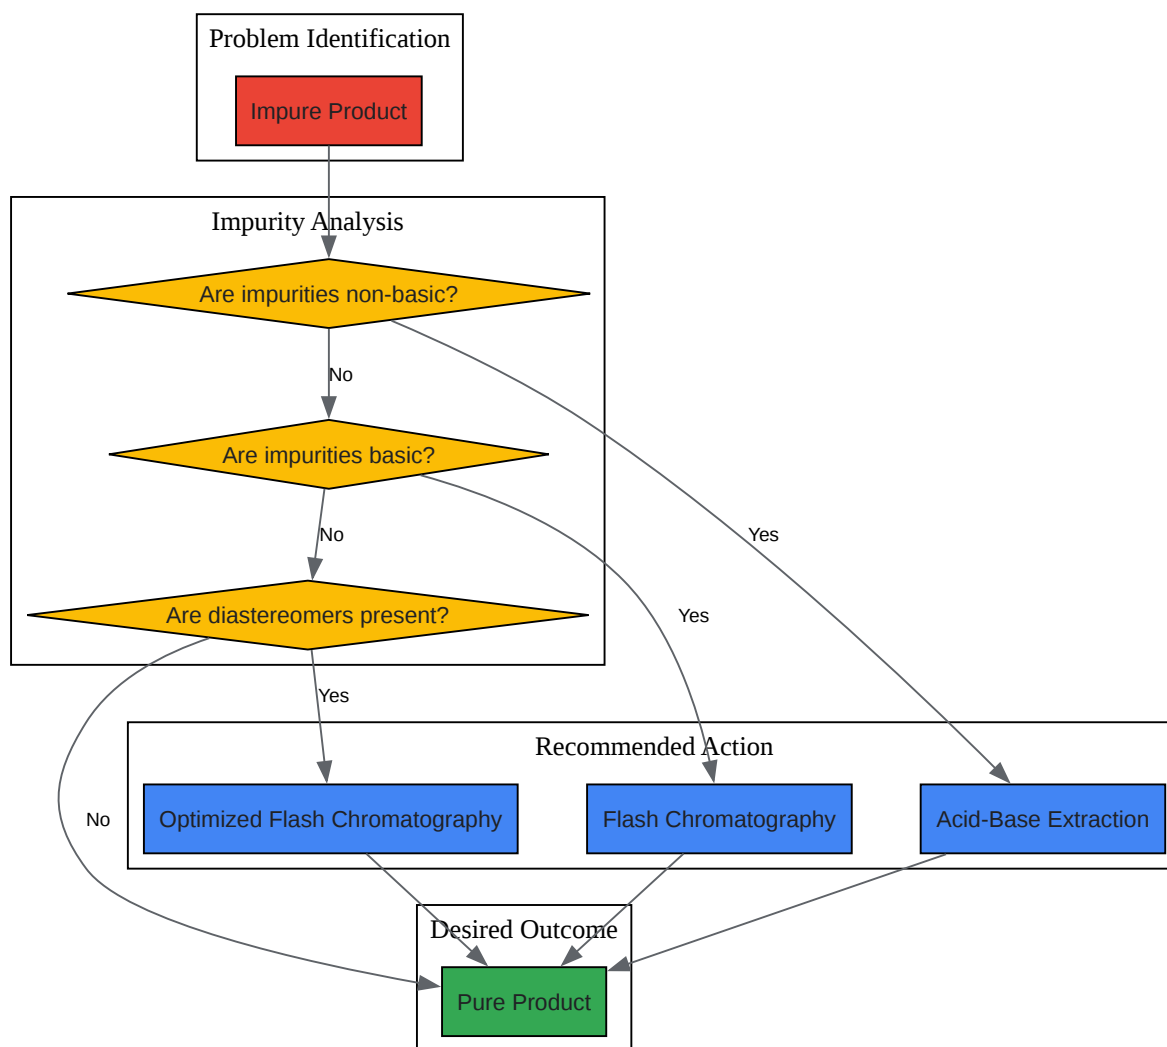 Problem Identification
Impure Product
Impurity Analysis
Are impurities non-basic?
No
Are impurities basic?
No
Yes
Are diastereomers present?
Yes
Yes
Recommended Action
Optimized Flash Chromatography
Flash Chromatography
Acid-Base Extraction
No
Desired Outcome
Pure Product